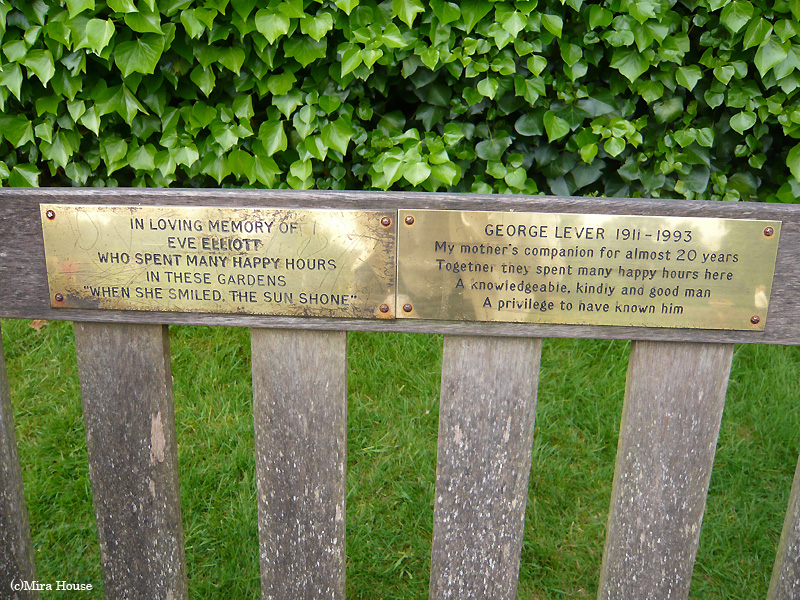 IN LOVING MEMORY OF
EVE ELLIOTT
WHO SPENT MANY HAPPY HOURS
IN THESE GARDENS
"WHEN SHE SMILED, THE SUN SHONE"
GEORGE LEVER 1911-1993
My mother's companion for almost 20 years
Together they spent many happy hours here
A knowledgeable, kindly and good man
A privilege to have known him
(c)Mira House